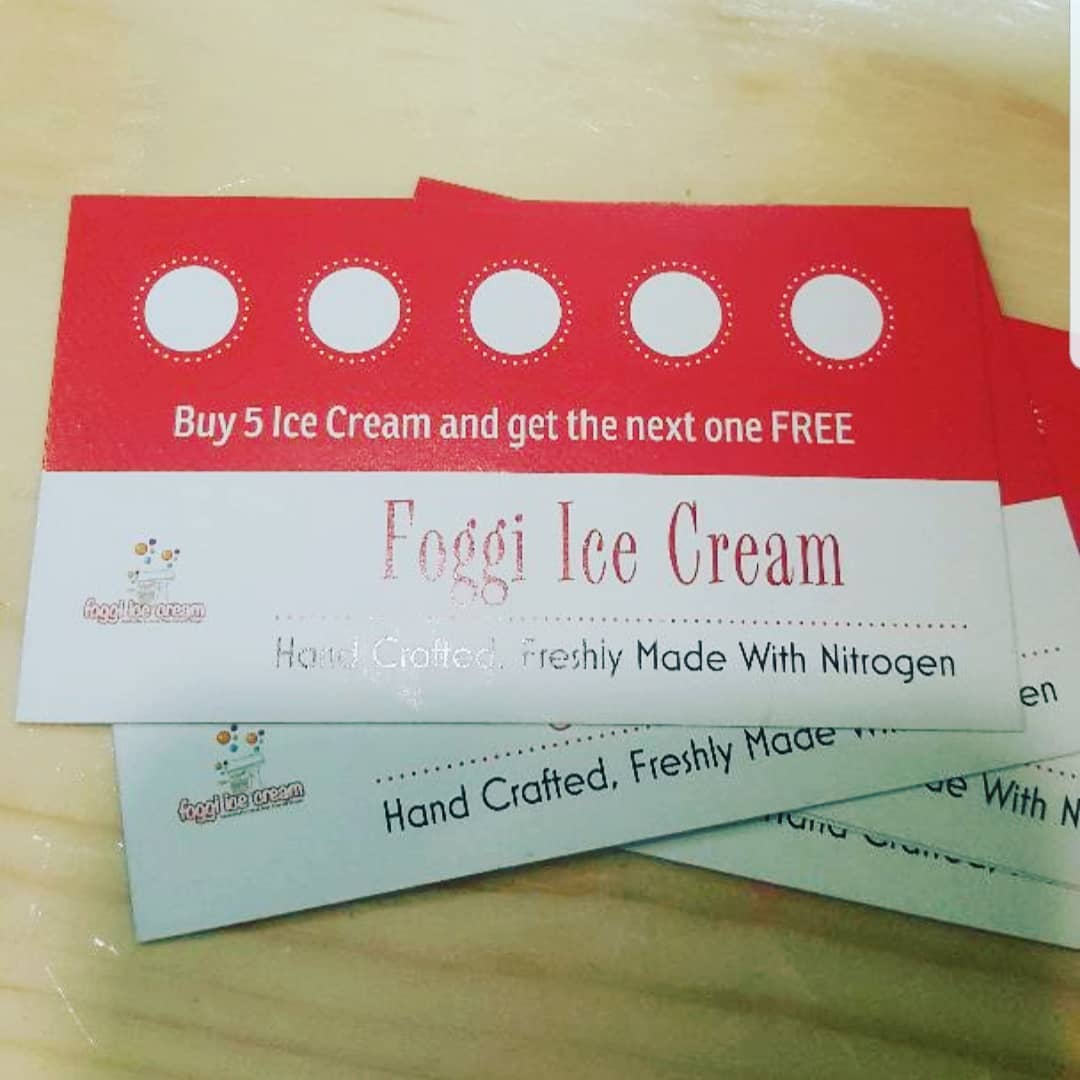 Buy 5 Ice Cream and get the next one FREE
Foggi Ice Cream
foggi ice cream
Hand Crafted, Freshly Made With Nitrogen
en
foggi ice cream
Hand Crafted, Freshly Made
With N